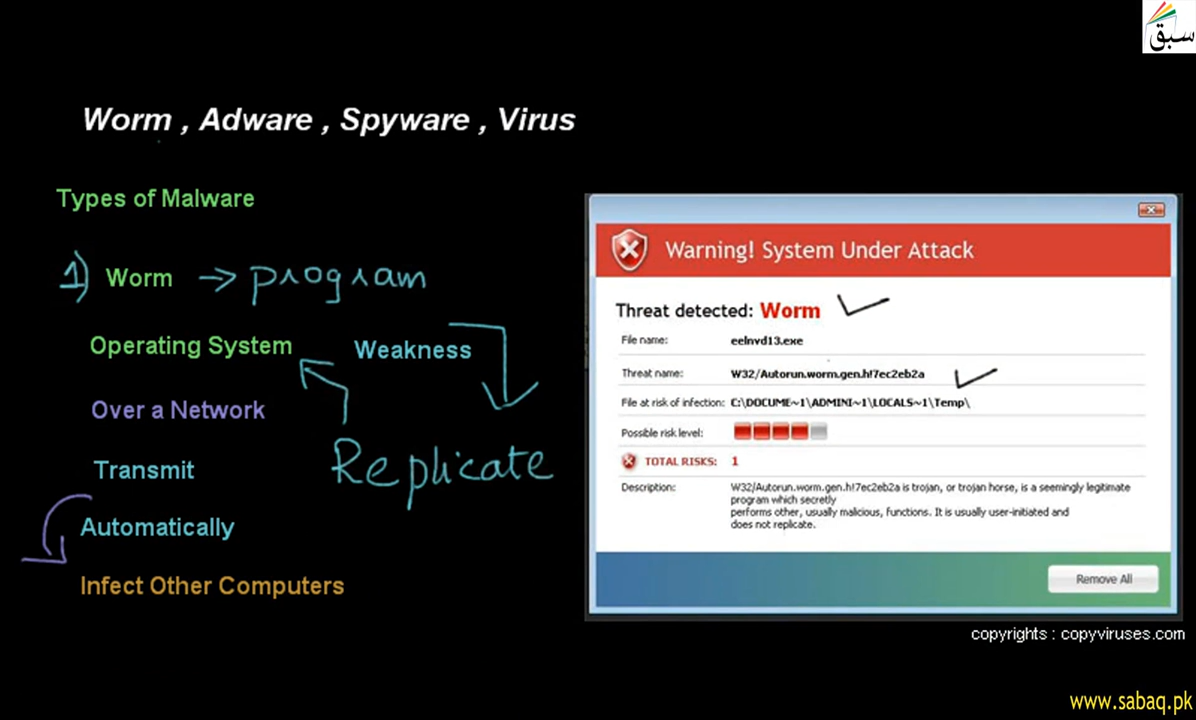 سبق
Worm , Adware , Spyware , Virus
Types of Malware
1) Worm → program
Operating System
Weakness
Over a Network
Replicate
Transmit
Automatically
Infect Other Computers
Warning! System Under Attack
Threat detected: Worm
File name: eelnvd13.exe
Threat name: W32/Autorun.worm.gen.h!7ec2eb2a
File at risk of infection: C:\DOCUME~1\ADMINI~1\LOCALS~1\Temp\
Possible risk level:
TOTAL RISKS: 1
Description: W32/Autorun.worm.gen.h!7ec2eb2a is trojan, or trojan horse, is a seemingly legitimate
program which secretly
performs other, usually malicious, functions. It is usually user-initiated and
does not replicate.
Remove All
copyrights : copyviruses.com
www.sabaq.pk